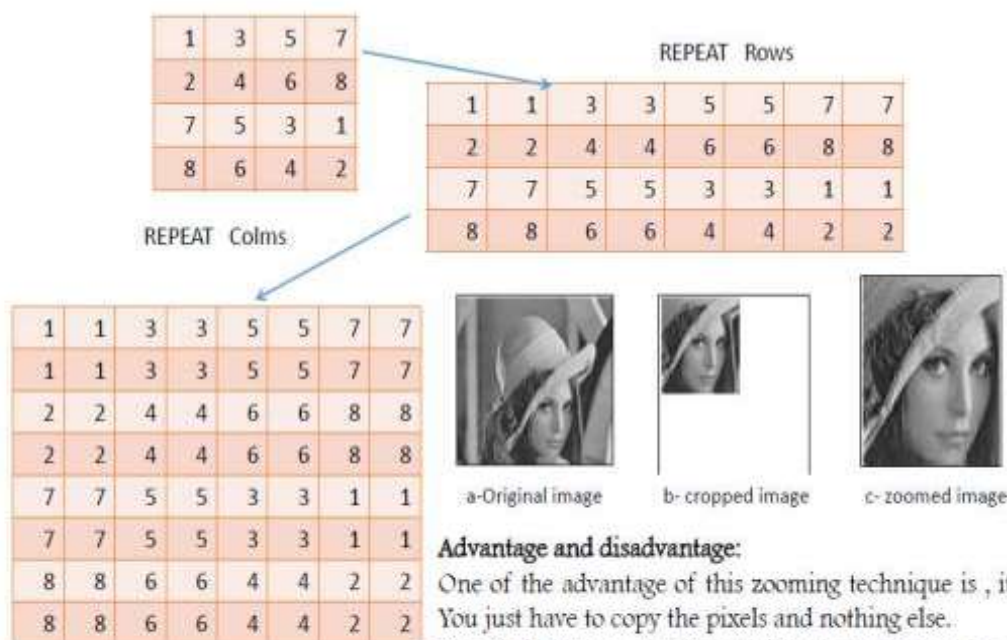 1 3 5 7
2 4 6 8
7 5 3 1
8 6 4 2
REPEAT Rows
1 1 3 3 5 5 7 7
2 2 4 4 6 6 8 8
7 7 5 5 3 3 1 1
8 8 6 6 4 4 2 2
REPEAT Colms
1 1 3 3 5 5 7 7
1 1 3 3 5 5 7 7
2 2 4 4 6 6 8 8
2 2 4 4 6 6 8 8
7 7 5 5 3 3 1 1
7 7 5 5 3 3 1 1
8 8 6 6 4 4 2 2
8 8 6 6 4 4 2 2
a-Original image
b- cropped image
c- zoomed image
Advantage and disadvantage:
One of the advantage of this zooming technique is ,
You just have to copy the pixels and nothing else.